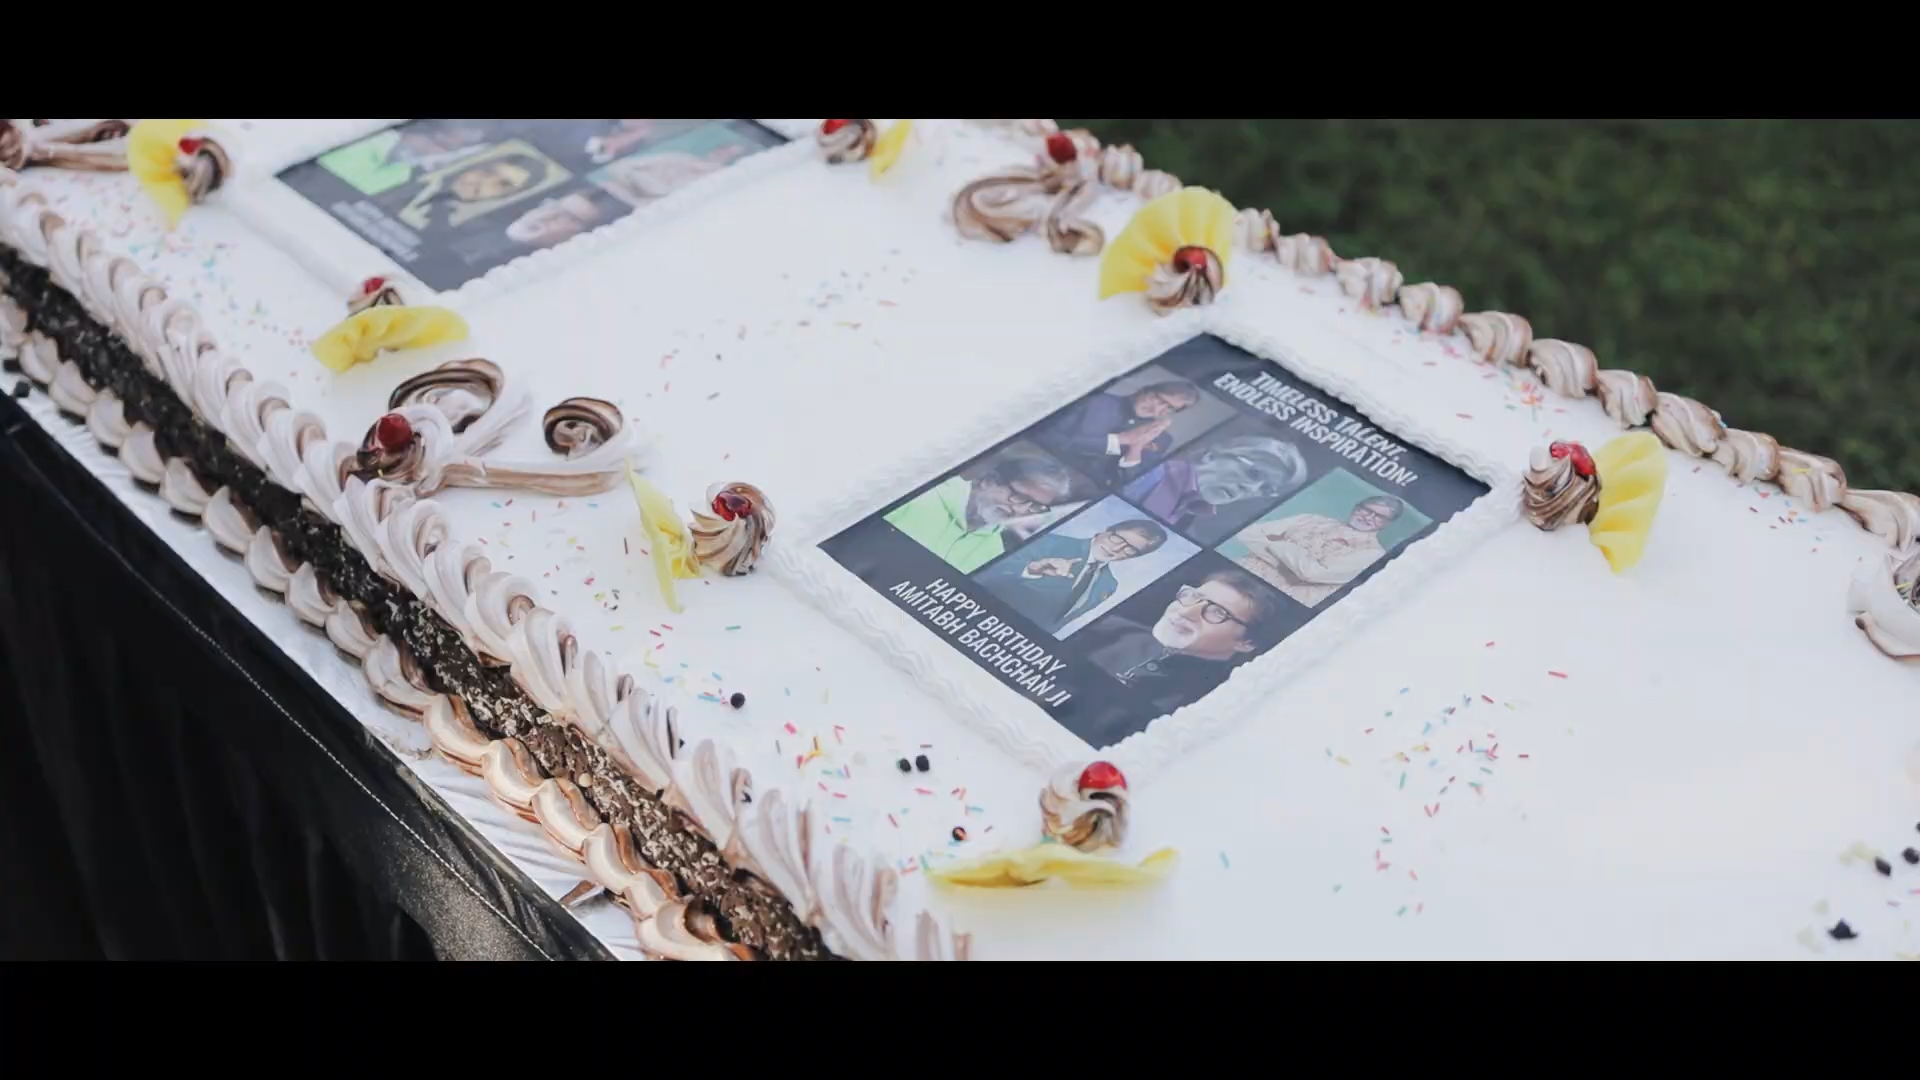 TIMELESS TALENT,
ENDLESS INSPIRATION!
HAPPY BIRTHDAY,
AMITABH BACHCHAN JI